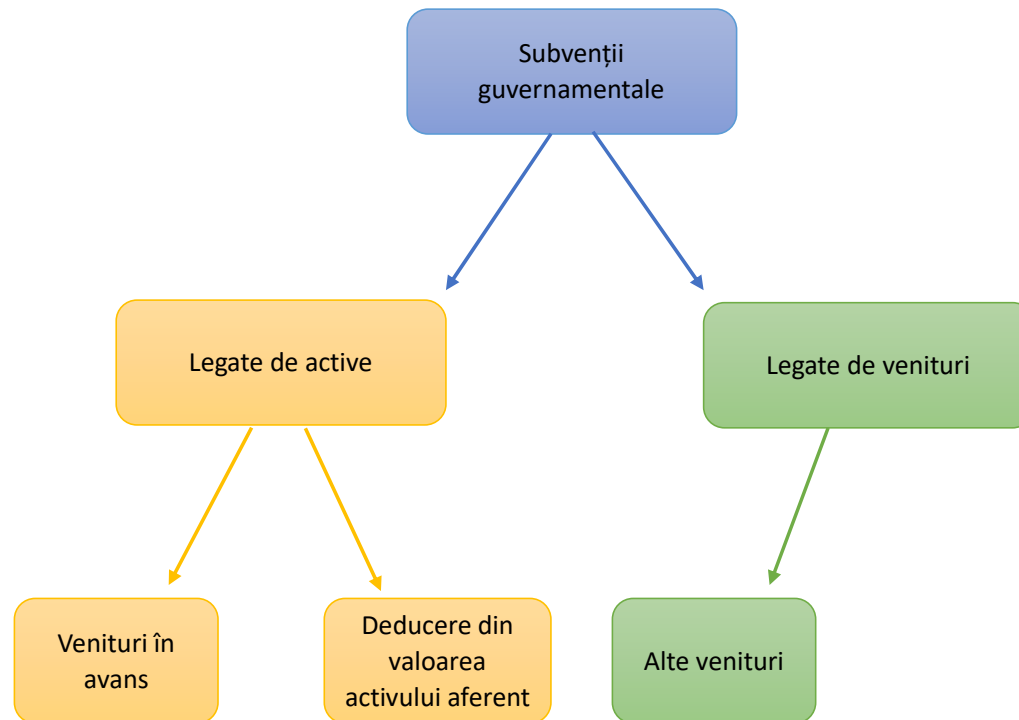 Subvenții
guvernamentale
Legate de active
Legate de venituri
Venituri în
avans
Deducere din
valoarea
activului aferent
Alte venituri